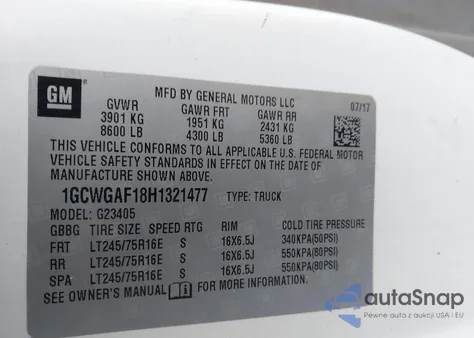 GM
MFD BY GENERAL MOTORS LLC
07/17
GVWR GAWR FRT GAWR RR
3901 KG 1951 KG 2431 KG
8600 LB 4300 LB 5360 LB
THIS VEHICLE CONFORMS TO ALL APPLICABLE U.S. FEDERAL MOTOR
VEHICLE SAFETY STANDARDS IN EFFECT ON THE DATE OF
MANUFACTURE SHOWN ABOVE.
1GCWGAF18H1321477 TYPE: TRUCK
MODEL: G23405
GBBG TIRE SIZE SPEED RTG RIM COLD TIRE PRESSURE
FRT LT245/75R16E S 16X6.5J 340KPA(50PSI)
RR LT245/75R16E S 16X6.5J 550KPA(80PSI)
SPA LT245/75R16E S 16X6.5J 550KPA(80PSI)
SEE OWNER'S MANUAL FOR MORE INFORMATION
autoSnap
Pewne auta z aukcji w USA i EU